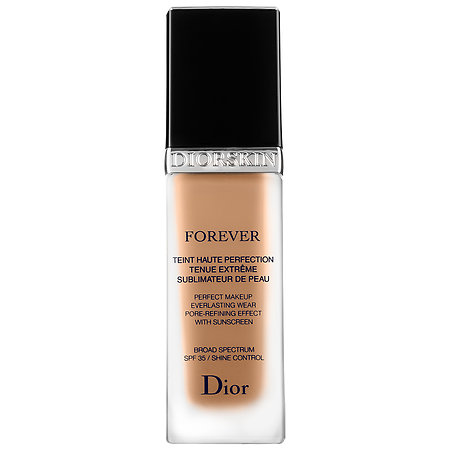 DIORSKIN
FOREVER
TEINT HAUTE PERFECTION
TENUE EXTRÊME
SUBLIMATEUR DE PEAU
PERFECT MAKEUP
EVERLASTING WEAR
PORE-REFINING EFFECT
WITH SUNSCREEN
BROAD SPECTRUM
SPF 35 / SHINE CONTROL
Dior